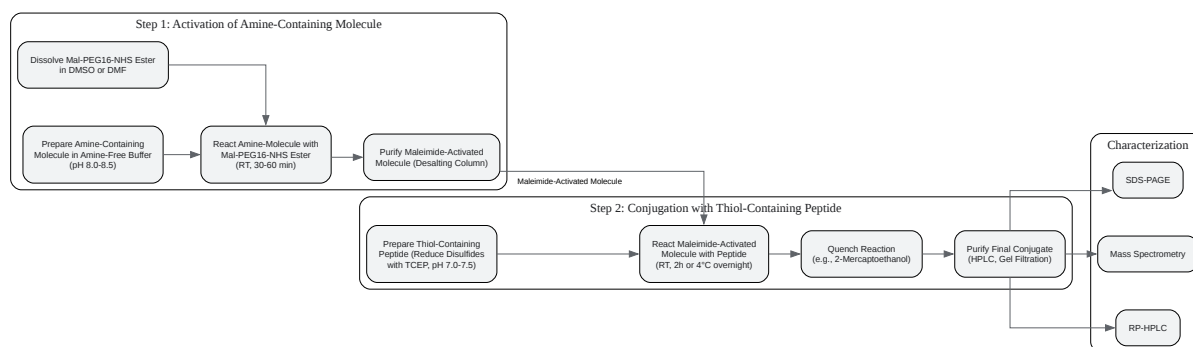 Step 1: Activation of Amine-Containing Molecule
Dissolve Mal-PEG16-NHS Ester
in DMSO or DMF
Prepare Amine-Containing
Molecule in Amine-Free Buffer
(pH 8.0-8.5)
React Amine-Molecule with
Mal-PEG16-NHS Ester
(RT, 30-60 min)
Purify Maleimide-Activated
Molecule (Desalting Column)
Maleimide-Activated Molecule
Step 2: Conjugation with Thiol-Containing Peptide
Prepare Thiol-Containing
Peptide (Reduce Disulfides
with TCEP, pH 7.0-7.5)
React Maleimide-Activated
Molecule with Peptide
(RT, 2h or 4°C overnight)
Quench Reaction
(e.g., 2-Mercaptoethanol)
Purify Final Conjugate
(HPLC, Gel Filtration)
Characterization
SDS-PAGE
Mass Spectrometry
RP-HPLC